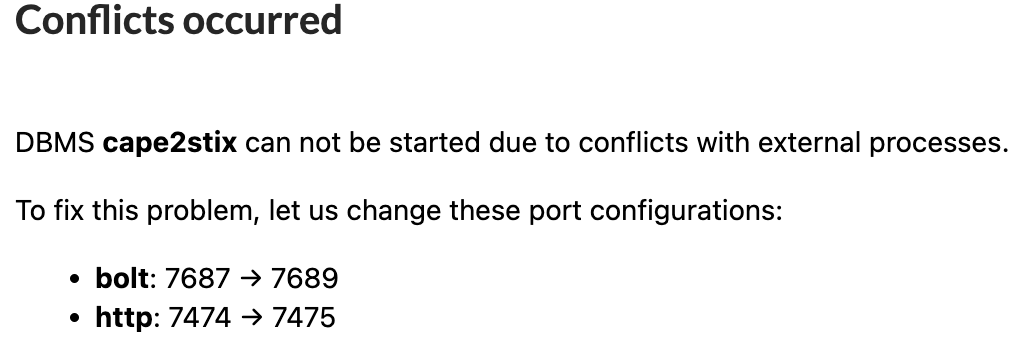 Conflicts occurred
DBMS cape2stix can not be started due to conflicts with external processes.
To fix this problem, let us change these port configurations:
• bolt: 7687 → 7689
• http: 7474 → 7475